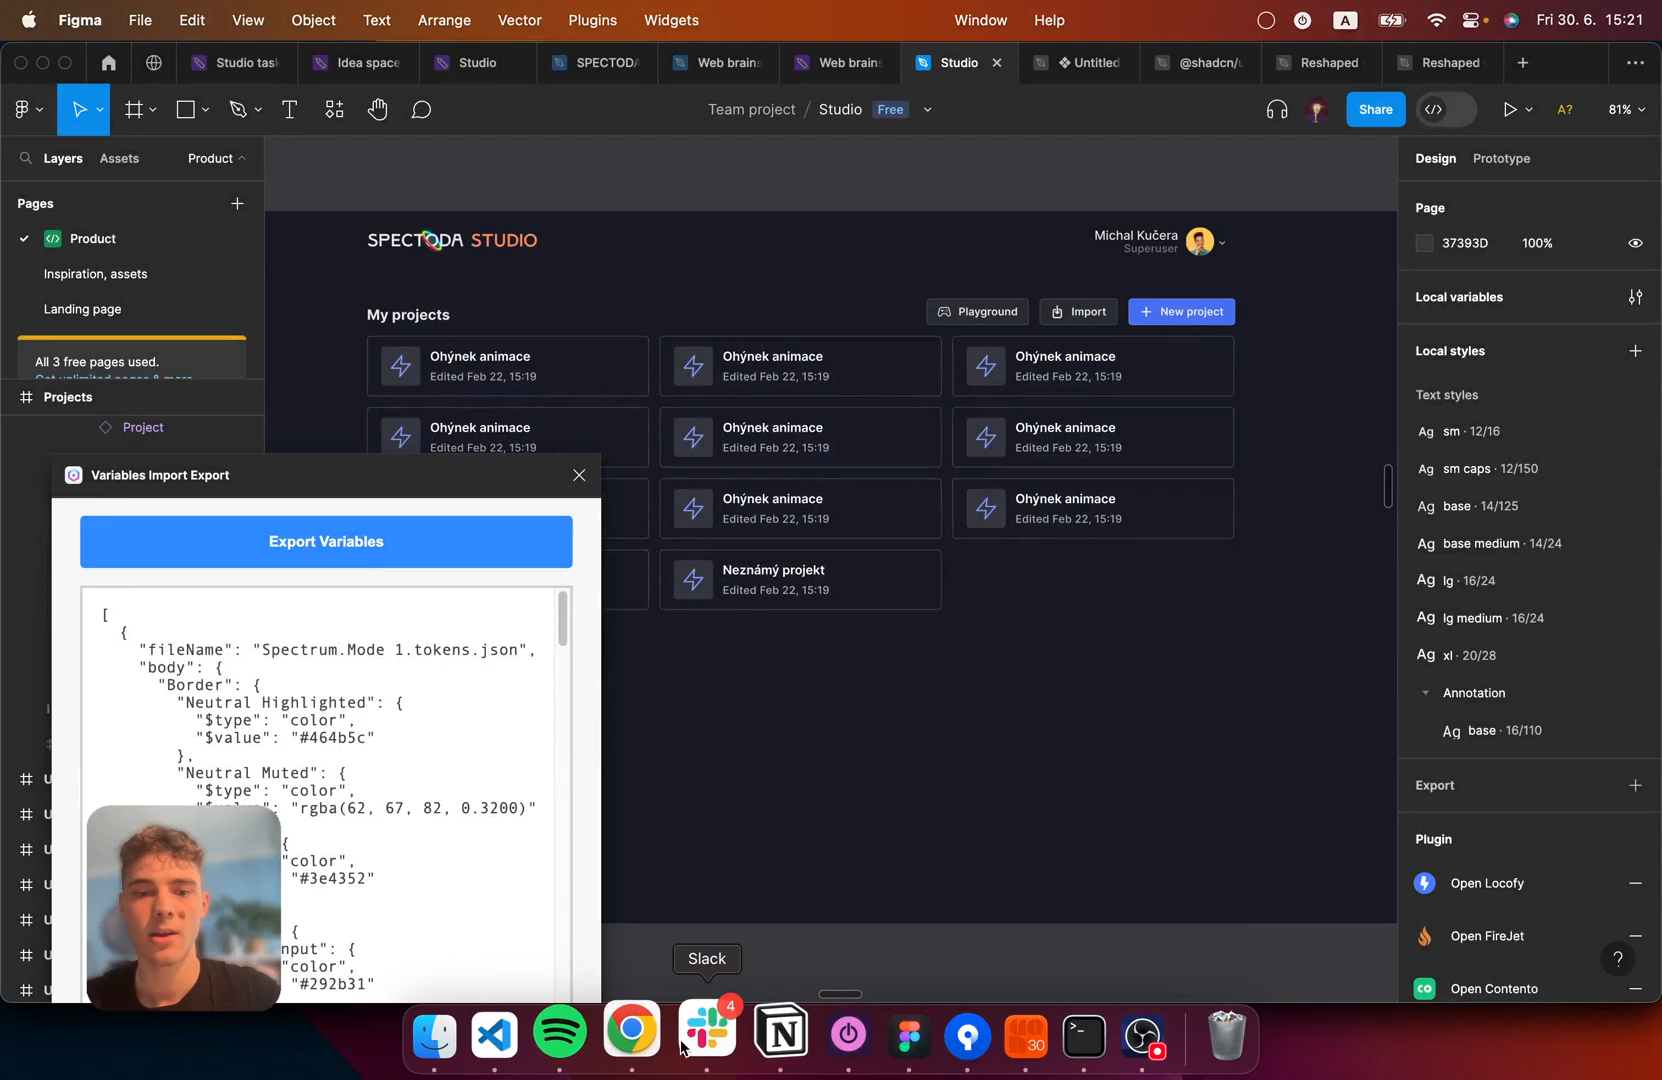 Figma File Edit View Object Text Arrange Vector Plugins Widgets Window Help A Fri 30. 6. 15:21
Studio tas Idea space Studio SPECTODA Web brain Web brain Studio Untitled @shadcn/u Reshaped Reshaped
Team project / Studio Free Share A? 81%
Layers Assets Product
Pages
Product
Inspiration, assets
Landing page
All 3 free pages used.
Projects
Project
SPECTODA STUDIO
Michal Kučera
Superuser
My projects
Playground Import New project
Ohýnek animace
Edited Feb 22, 15:19
Ohýnek animace
Edited Feb 22, 15:19
Ohýnek animace
Edited Feb 22, 15:19
Ohýnek animace
Edited Feb 22, 15:19
Ohýnek animace
Edited Feb 22, 15:19
Ohýnek animace
Edited Feb 22, 15:19
Ohýnek animace
Edited Feb 22, 15:19
Ohýnek animace
Edited Feb 22, 15:19
Neznámý projekt
Edited Feb 22, 15:19
Variables Import Export
Export Variables
[
{
"fileName": "Spectrum.Mode 1.tokens.json",
"body": {
"Border": {
"Neutral Highlighted": {
"$type": "color",
"$value": "#464b5c"
},
"Neutral Muted": {
"$type": "color",
"$value": "rgba(62, 67, 82, 0.3200)"
{
"color",
"#3e4352"
{
nput": {
"color",
"#292b31"
Design Prototype
Page
37393D 100%
Local variables
Local styles
Text styles
Ag sm · 12/16
Ag sm caps · 12/150
Ag base · 14/125
Ag base medium · 14/24
Ag lg · 16/24
Ag lg medium · 16/24
Ag xl · 20/28
Annotation
Ag base · 16/110
Export
Plugin
Open Locofy
Open FireJet
CO Open Contento
?
Slack
4
30